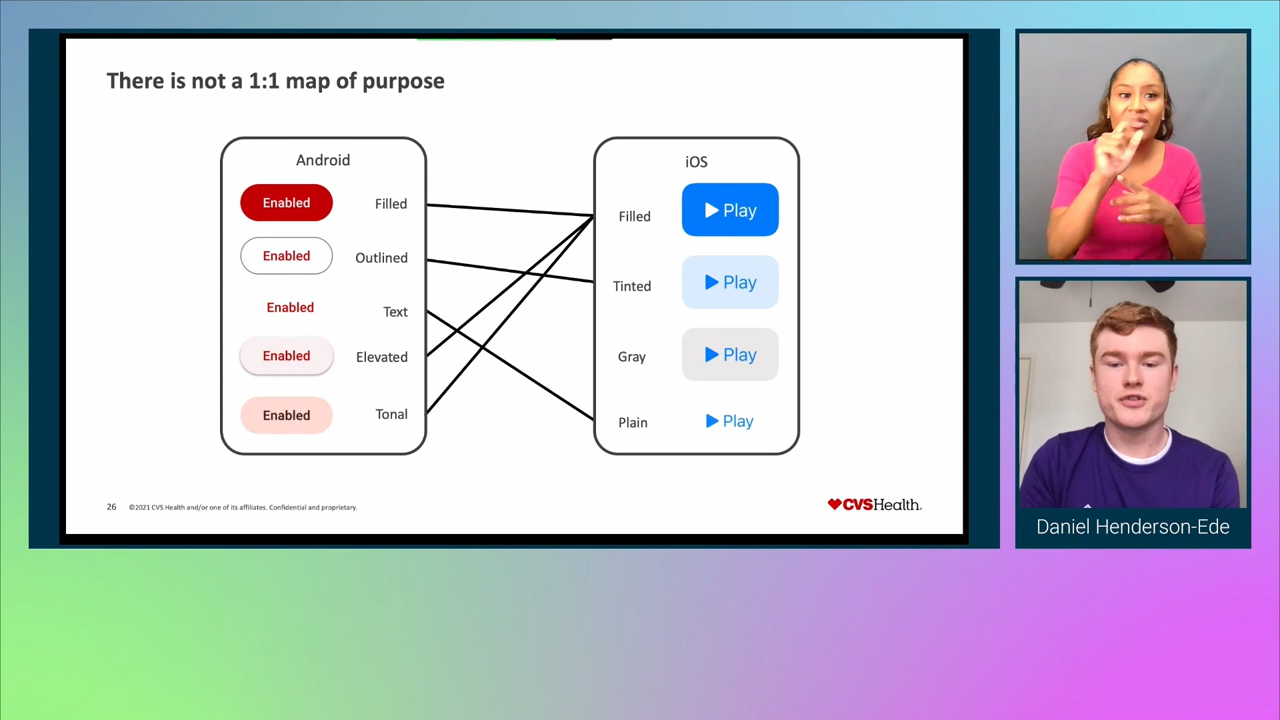 There is not a 1:1 map of purpose
Android
Enabled Filled
Enabled Outlined
Enabled Text
Enabled Elevated
Enabled Tonal
iOS
Filled Play
Tinted Play
Gray Play
Plain Play
26 ©2021 CVS Health and/or one of its affiliates. Confidential and proprietary.
CVSHealth.
Daniel Henderson-Ede